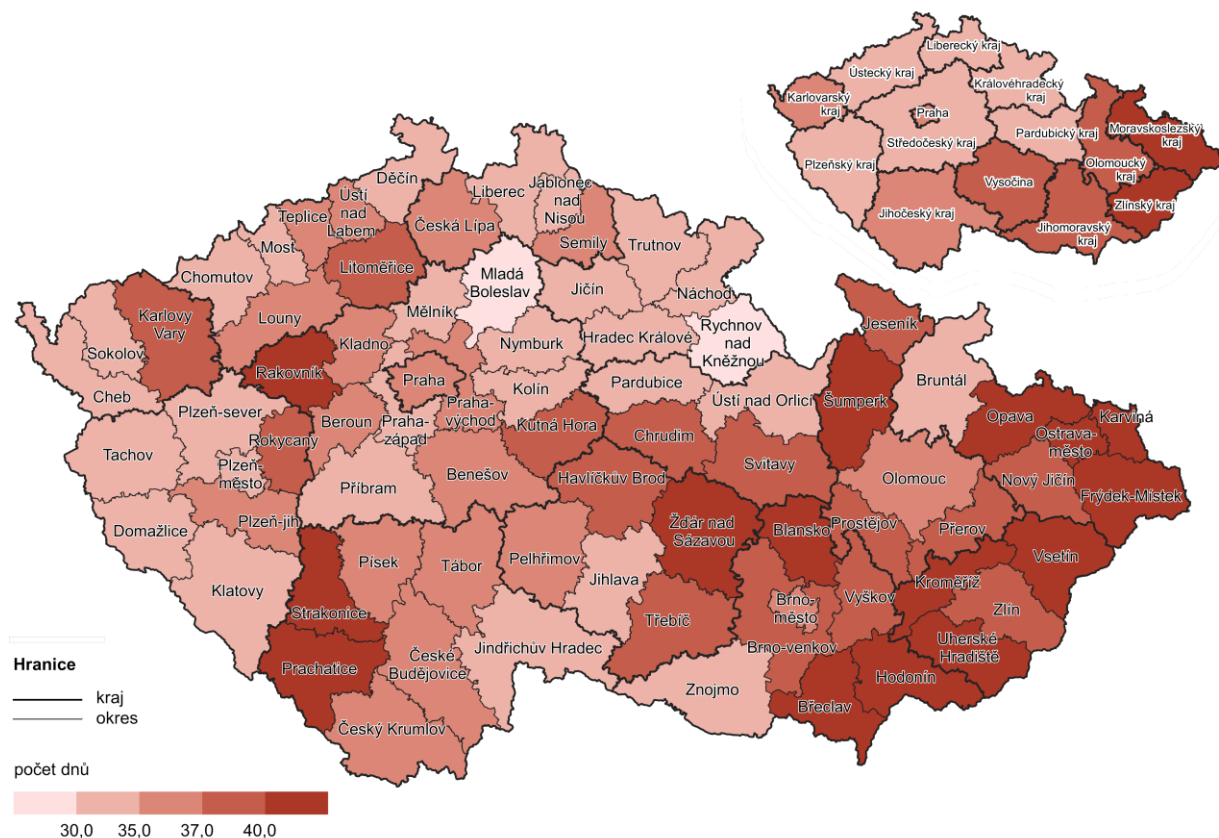 Liberecký kraj
Ústecký kraj
Královéhradecký
kraj
Karlovarský
kraj
Praha
Středočeský kraj
Pardubický kraj
Moravskoslezský
kraj
Plzeňský kraj
Olomoucký
kraj
Vysočina
Zlínský kraj
Jihočeský kraj
Jihomoravský
kraj
Děčín
Liberec
Jablonec
nad
Nisou
Ústí
nad
Labem
Teplice
Česká Lípa
Semily
Trutnov
Most
Litoměřice
Chomutov
Mladá
Boleslav
Jičín
Náchod
Karlovy
Vary
Louny
Mělník
Jeseník
Sokolov
Kladno
Nymburk
Hradec Králové
Rychnov
nad
Kněžnou
Rakovník
Praha
Kolín
Pardubice
Bruntál
Cheb
Plzeň-sever
Ústí nad Orlicí
Šumperk
Opava
Karviná
Beroun
Praha-
západ
Praha-
východ
Kutná Hora
Chrudim
Ostrava-
město
Rokycany
Tachov
Plzeň-
město
Benešov
Svitavy
Olomouc
Nový Jičín
Příbram
Havlíčkův Brod
Frýdek-Místek
Domažlice
Plzeň-jih
Žďár nad
Sázavou
Blansko
Prostějov
Přerov
Vsetín
Písek
Tábor
Pelhřimov
Jihlava
Klatovy
Kroměříž
Strakonice
Brno-
město
Vyškov
Zlín
Třebíč
Jindřichův Hradec
Brno-venkov
Uherské
Hradiště
Prachatice
České
Budějovice
Hodonín
Znojmo
Břeclav
Český Krumlov
Hranice
kraj
okres
počet dnů
30,0 35,0 37,0 40,0